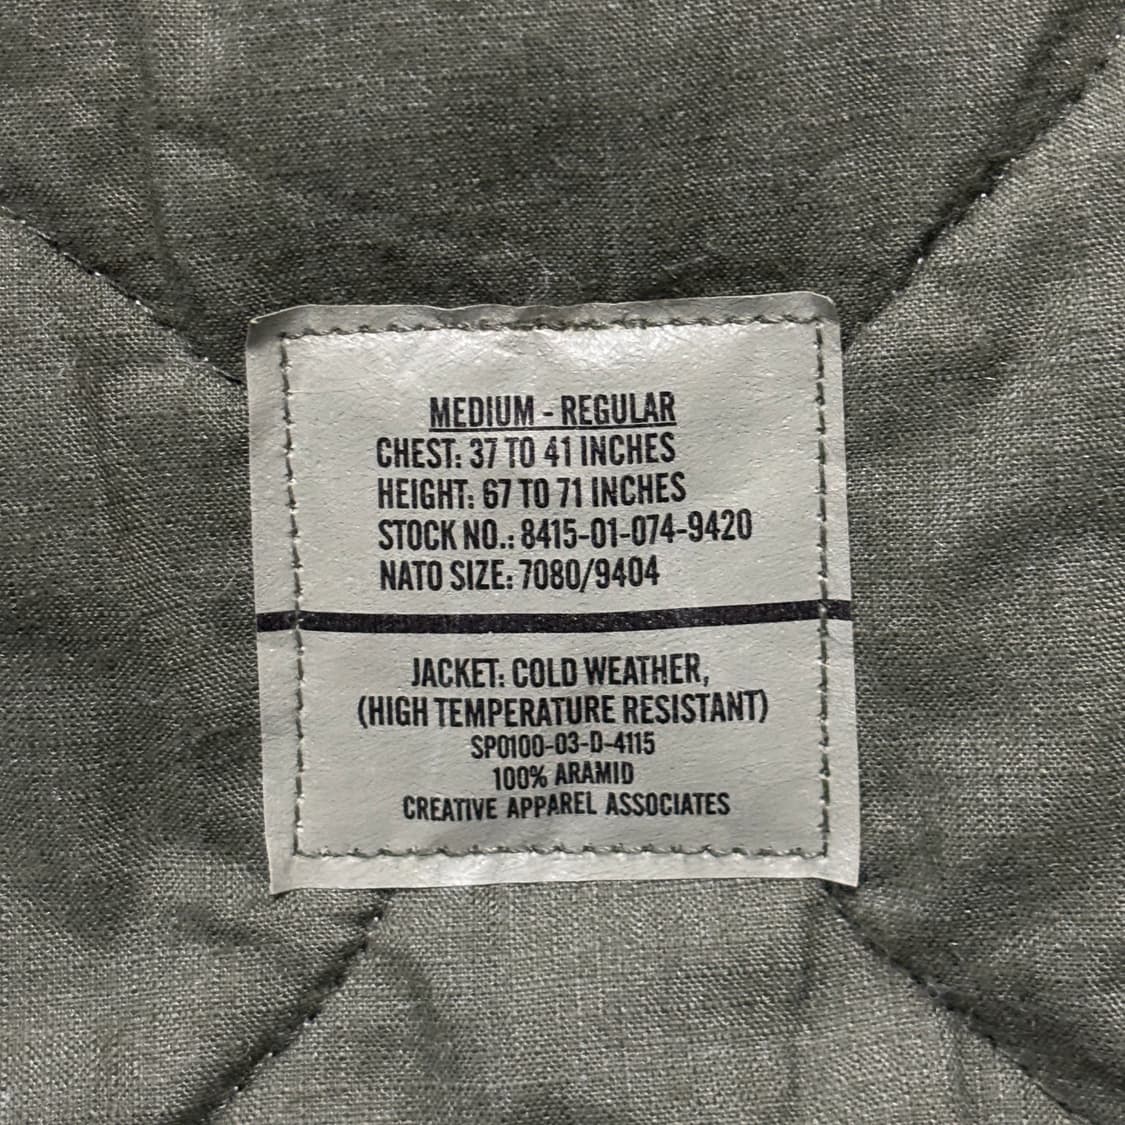 MEDIUM - REGULAR
CHEST: 37 TO 41 INCHES
HEIGHT: 67 TO 71 INCHES
STOCK NO.: 8415-01-074-9420
NATO SIZE: 7080/9404
JACKET: COLD WEATHER,
(HIGH TEMPERATURE RESISTANT)
SP0100-03-D-4115
100% ARAMID
CREATIVE APPAREL ASSOCIATES